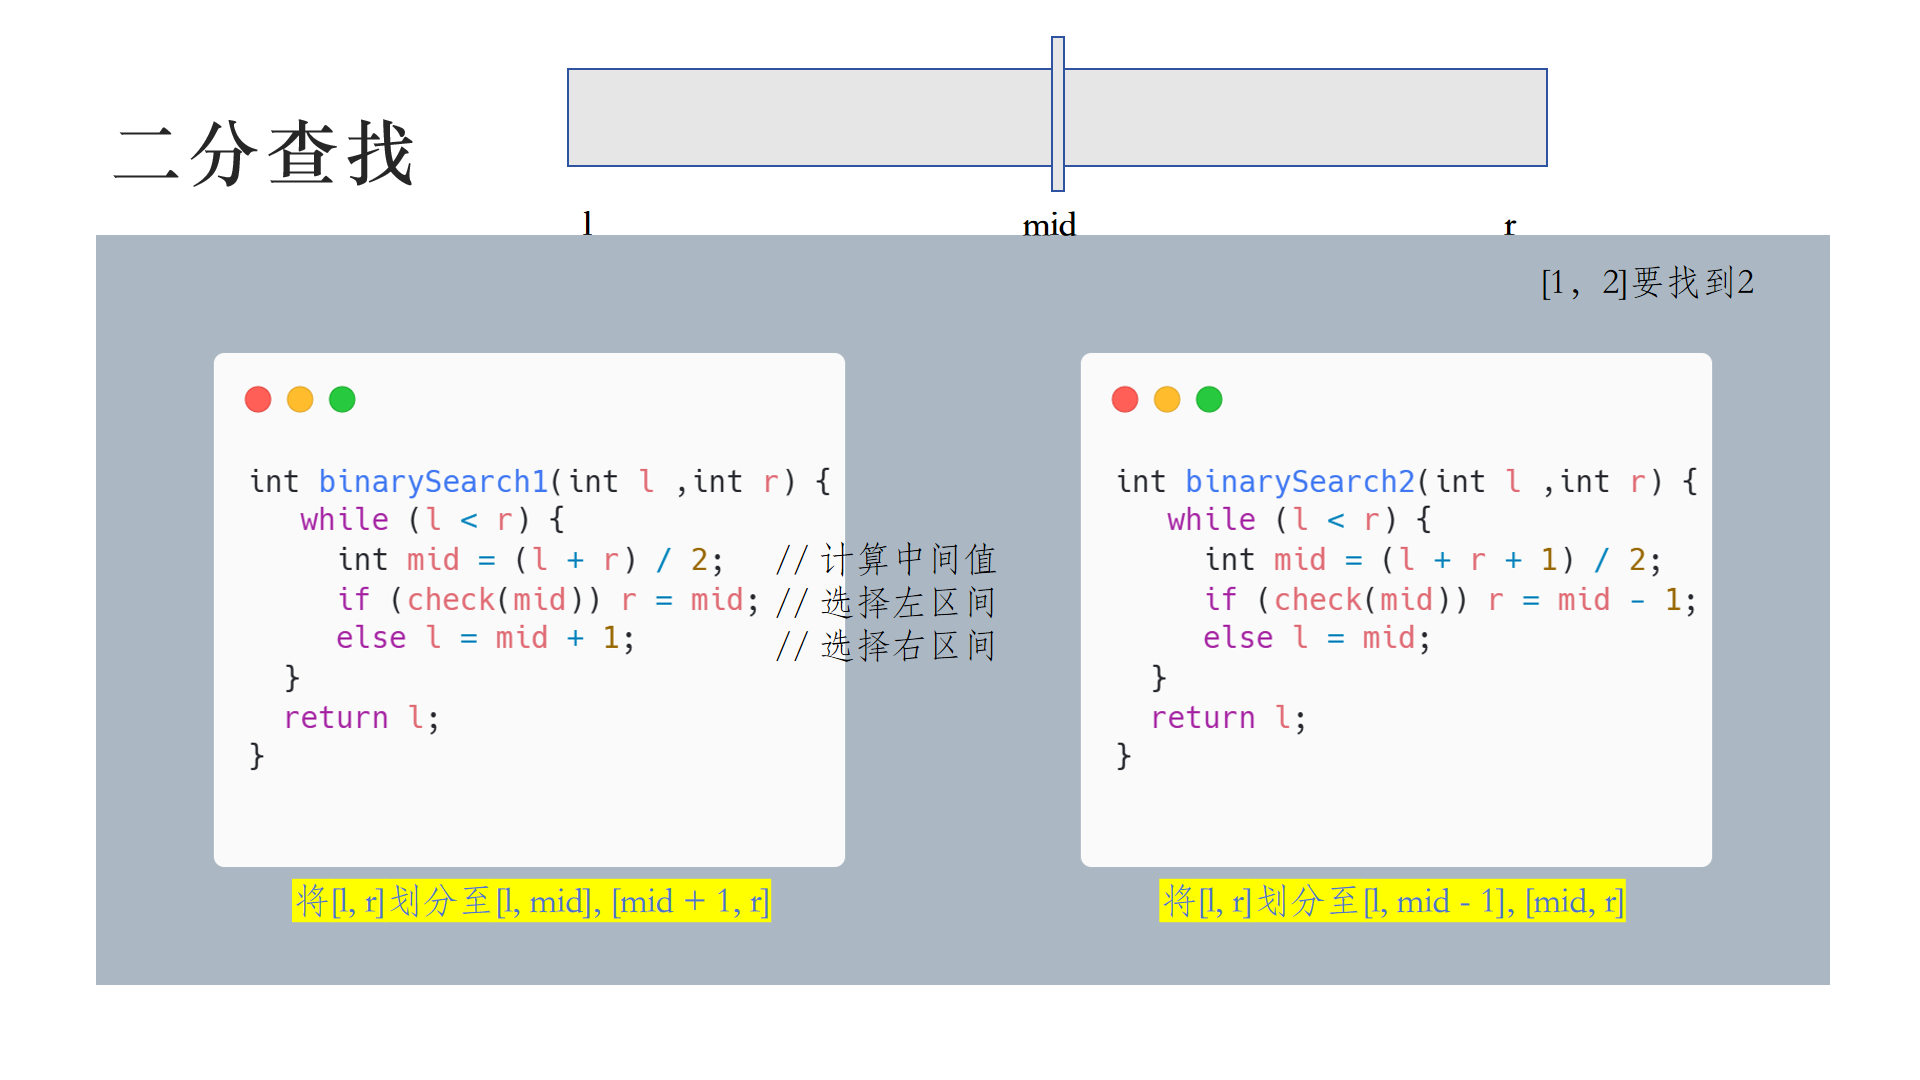 二分查找
l
mid
r
[1，2]要找到2
int binarySearch1(int l ,int r) {
while (l < r) {
int mid = (l + r) / 2; // 计算中间值
if (check(mid)) r = mid; // 选择左区间
else l = mid + 1; // 选择右区间
}
return l;
}
将[l, r]划分至[l, mid], [mid + 1, r]
int binarySearch2(int l ,int r) {
while (l < r) {
int mid = (l + r + 1) / 2;
if (check(mid)) r = mid - 1;
else l = mid;
}
return l;
}
将[l, r]划分至[l, mid - 1], [mid, r]